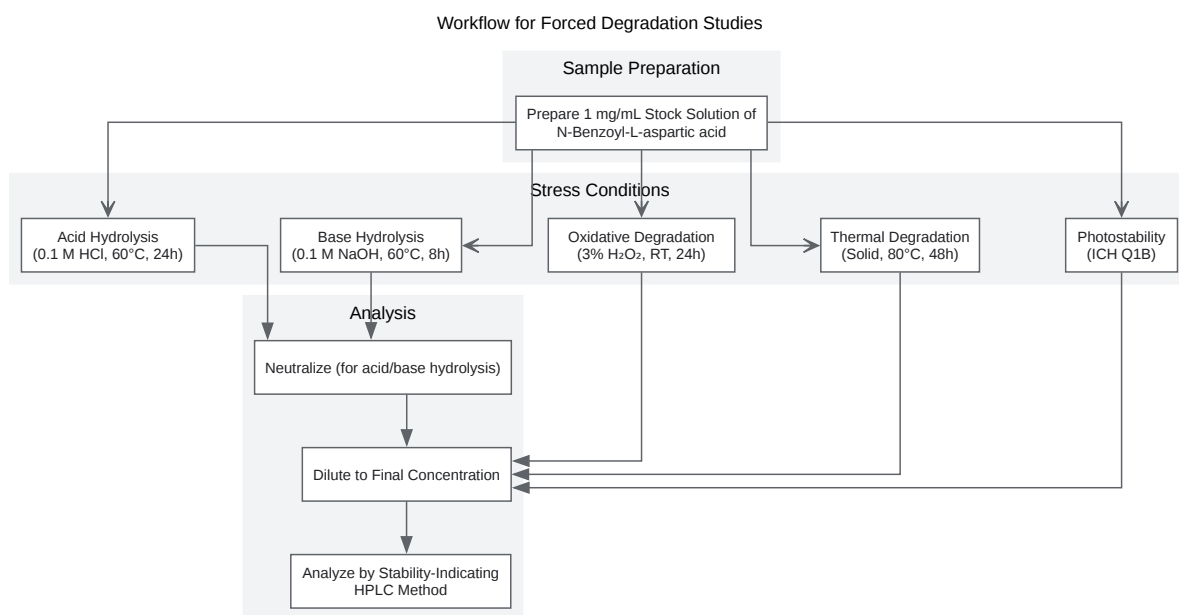 Workflow for Forced Degradation Studies
Sample Preparation
Prepare 1 mg/mL Stock Solution of
N-Benzoyl-L-aspartic acid
Stress Conditions
Acid Hydrolysis
(0.1 M HCl, 60°C, 24h)
Base Hydrolysis
(0.1 M NaOH, 60°C, 8h)
Oxidative Degradation
(3% H₂O₂, RT, 24h)
Thermal Degradation
(Solid, 80°C, 48h)
Photostability
(ICH Q1B)
Analysis
Neutralize (for acid/base hydrolysis)
Dilute to Final Concentration
Analyze by Stability-Indicating
HPLC Method